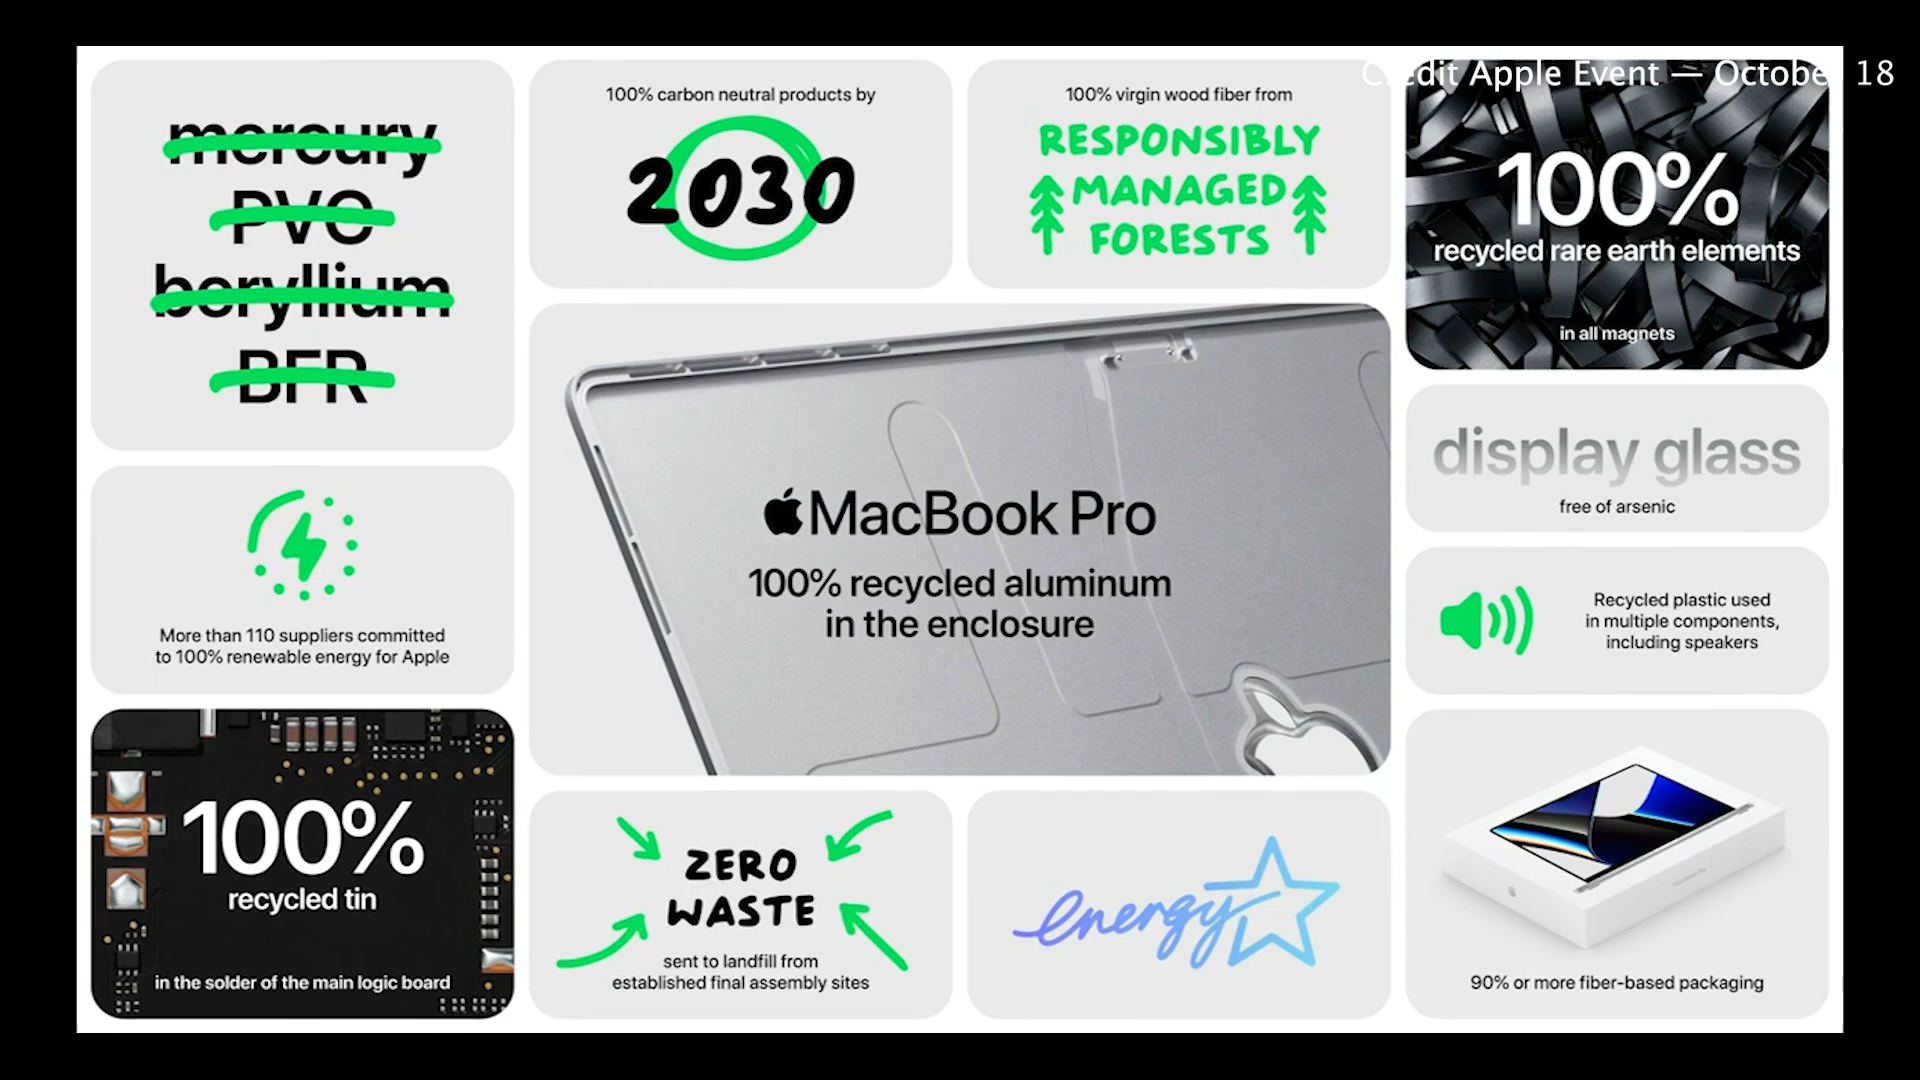 Credit Apple Event — October 18
mercury
PVC
beryllium
BFR
100% carbon neutral products by
2030
100% virgin wood fiber from
RESPONSIBLY
MANAGED
FORESTS
100%
recycled rare earth elements
in all magnets
More than 110 suppliers committed
to 100% renewable energy for Apple
MacBook Pro
100% recycled aluminum
in the enclosure
display glass
free of arsenic
Recycled plastic used
in multiple components,
including speakers
100%
recycled tin
in the solder of the main logic board
ZERO
WASTE
sent to landfill from
established final assembly sites
energy
90% or more fiber-based packaging